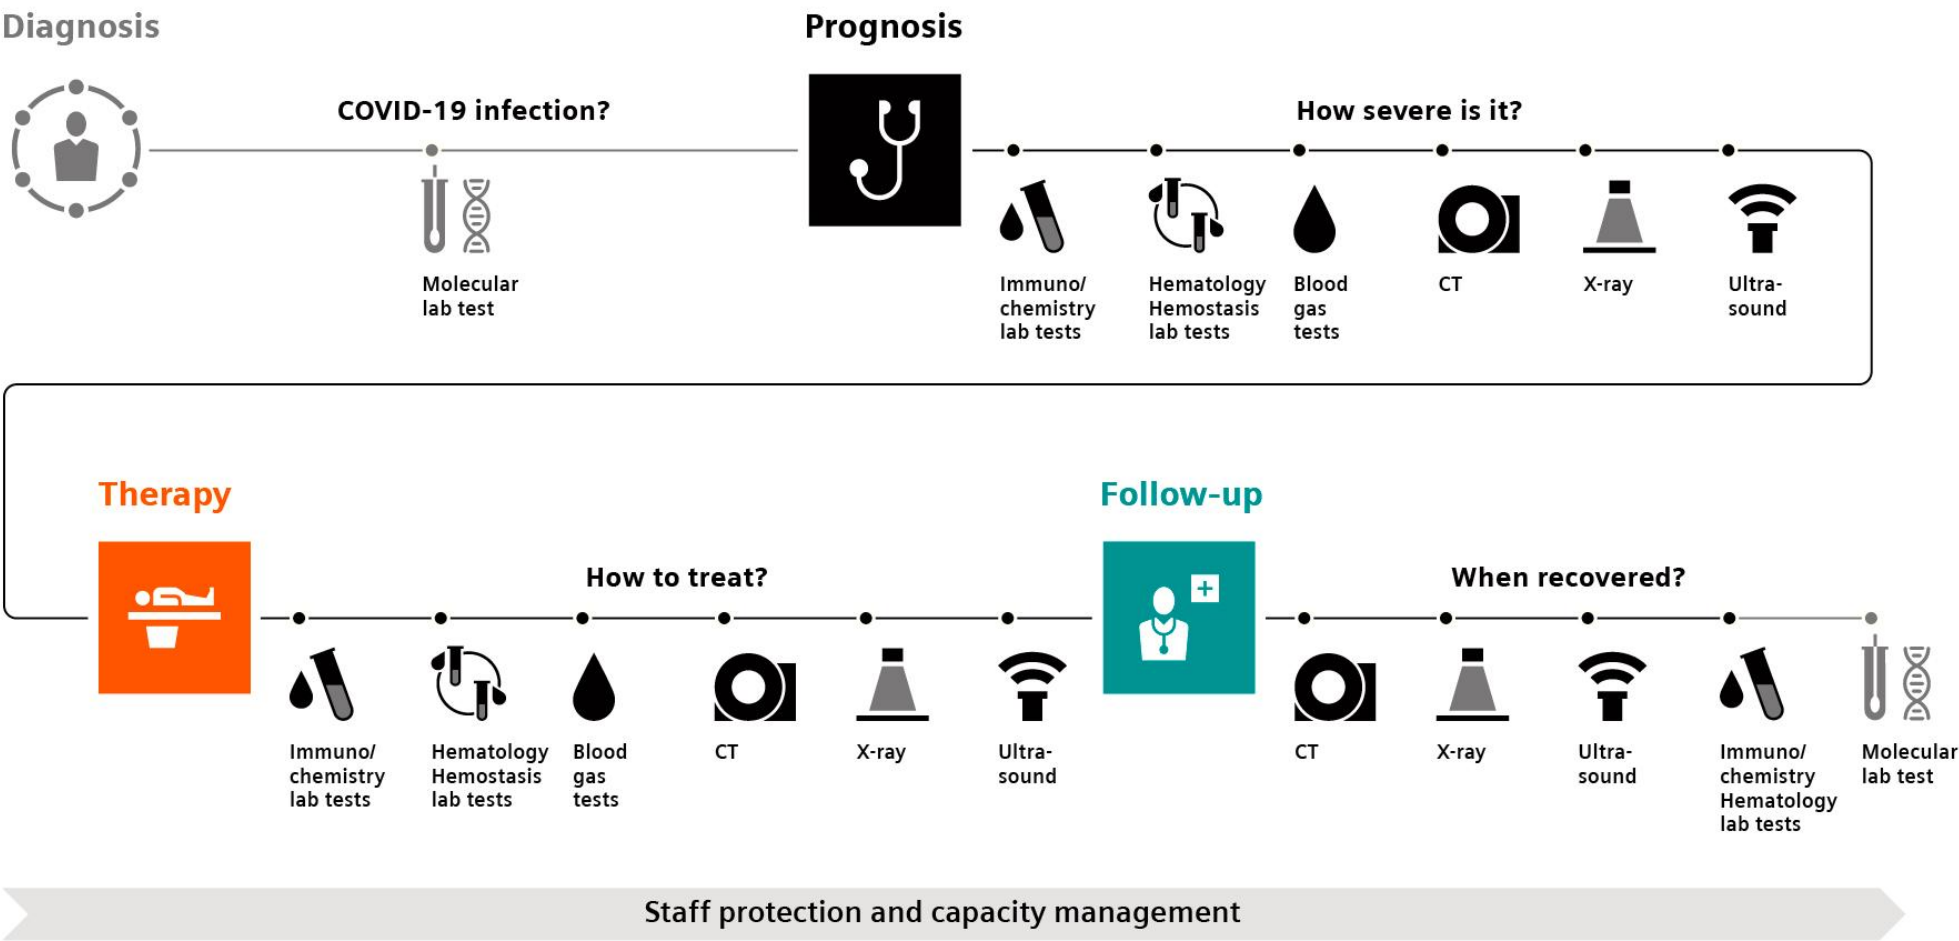 Diagnosis
Prognosis
COVID-19 infection?
How severe is it?
Molecular
lab test
Immuno/
chemistry
lab tests
Hematology
Hemostasis
lab tests
Blood
gas
tests
CT
X-ray
Ultra-
sound
Therapy
Follow-up
How to treat?
When recovered?
Immuno/
chemistry
lab tests
Hematology
Hemostasis
lab tests
Blood
gas
tests
CT
X-ray
Ultra-
sound
CT
X-ray
Ultra-
sound
Immuno/
chemistry
Hematology
lab tests
Molecular
lab test
Staff protection and capacity management